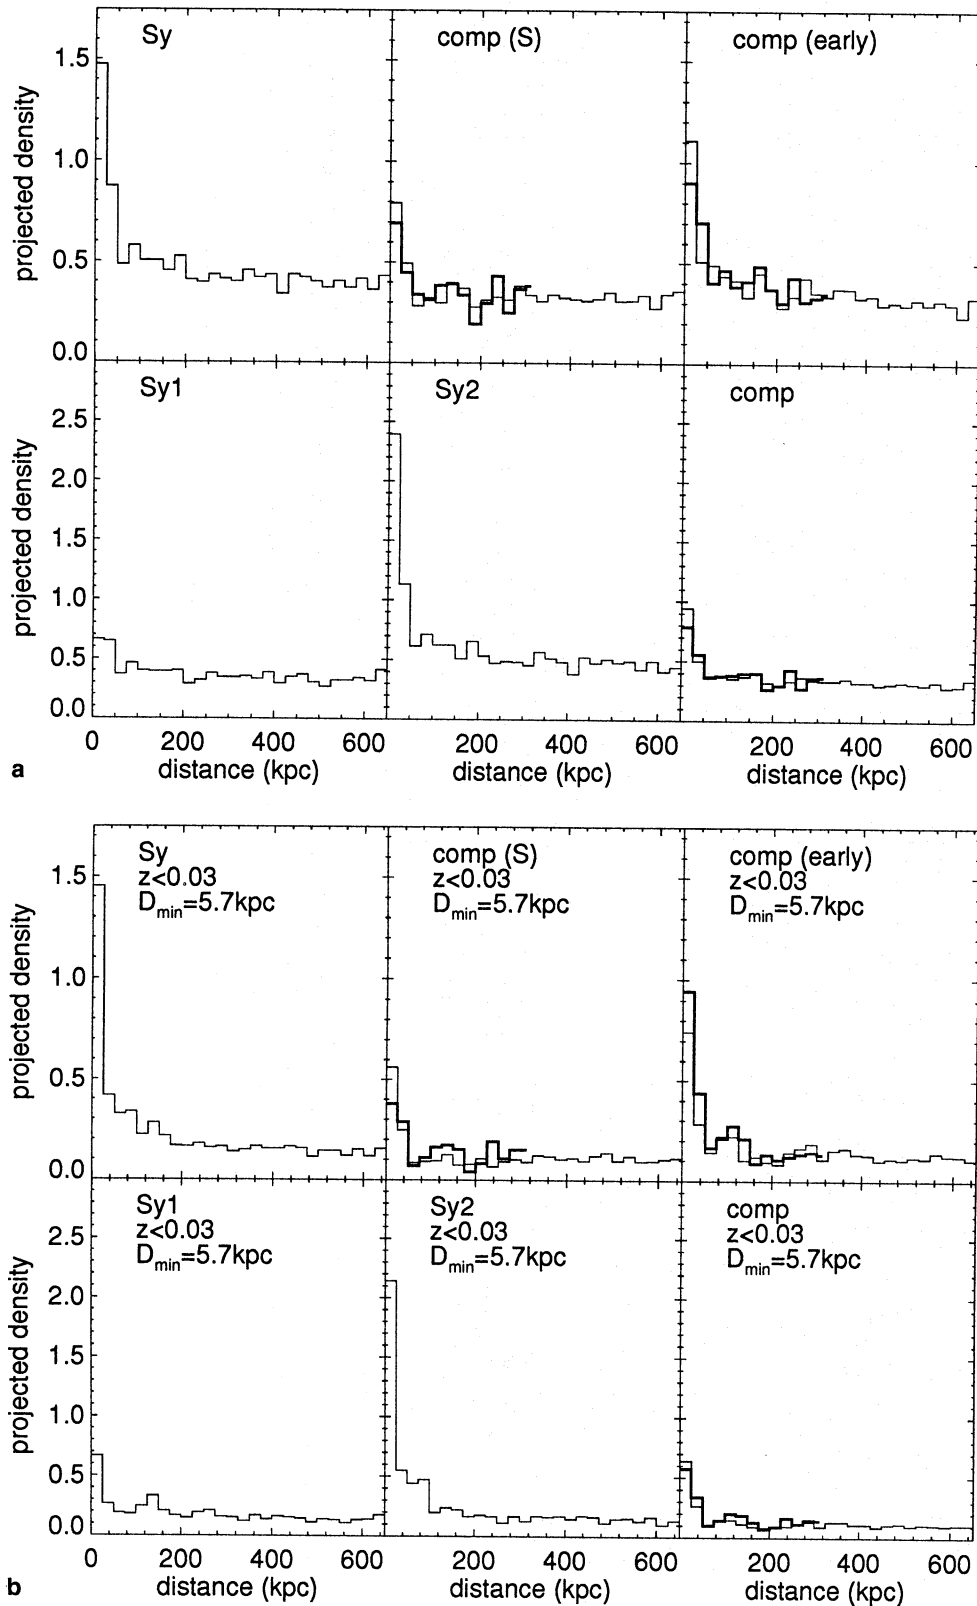 Sy
comp (S)
comp (early)
1.5
1.0
0.5
0.0
projected density
Sy1
Sy2
comp
2.5
2.0
1.5
1.0
0.5
0.0
projected density
0 200 400 600
200 400 600
200 400 600
distance (kpc)
distance (kpc)
distance (kpc)
a
Sy
z<0.03
Dmin=5.7kpc
comp (S)
z<0.03
Dmin=5.7kpc
comp (early)
z<0.03
Dmin=5.7kpc
1.5
1.0
0.5
0.0
projected density
Sy1
z<0.03
Dmin=5.7kpc
Sy2
z<0.03
Dmin=5.7kpc
comp
z<0.03
Dmin=5.7kpc
2.5
2.0
1.5
1.0
0.5
0.0
projected density
0 200 400 600
200 400 600
200 400 600
distance (kpc)
distance (kpc)
distance (kpc)
b